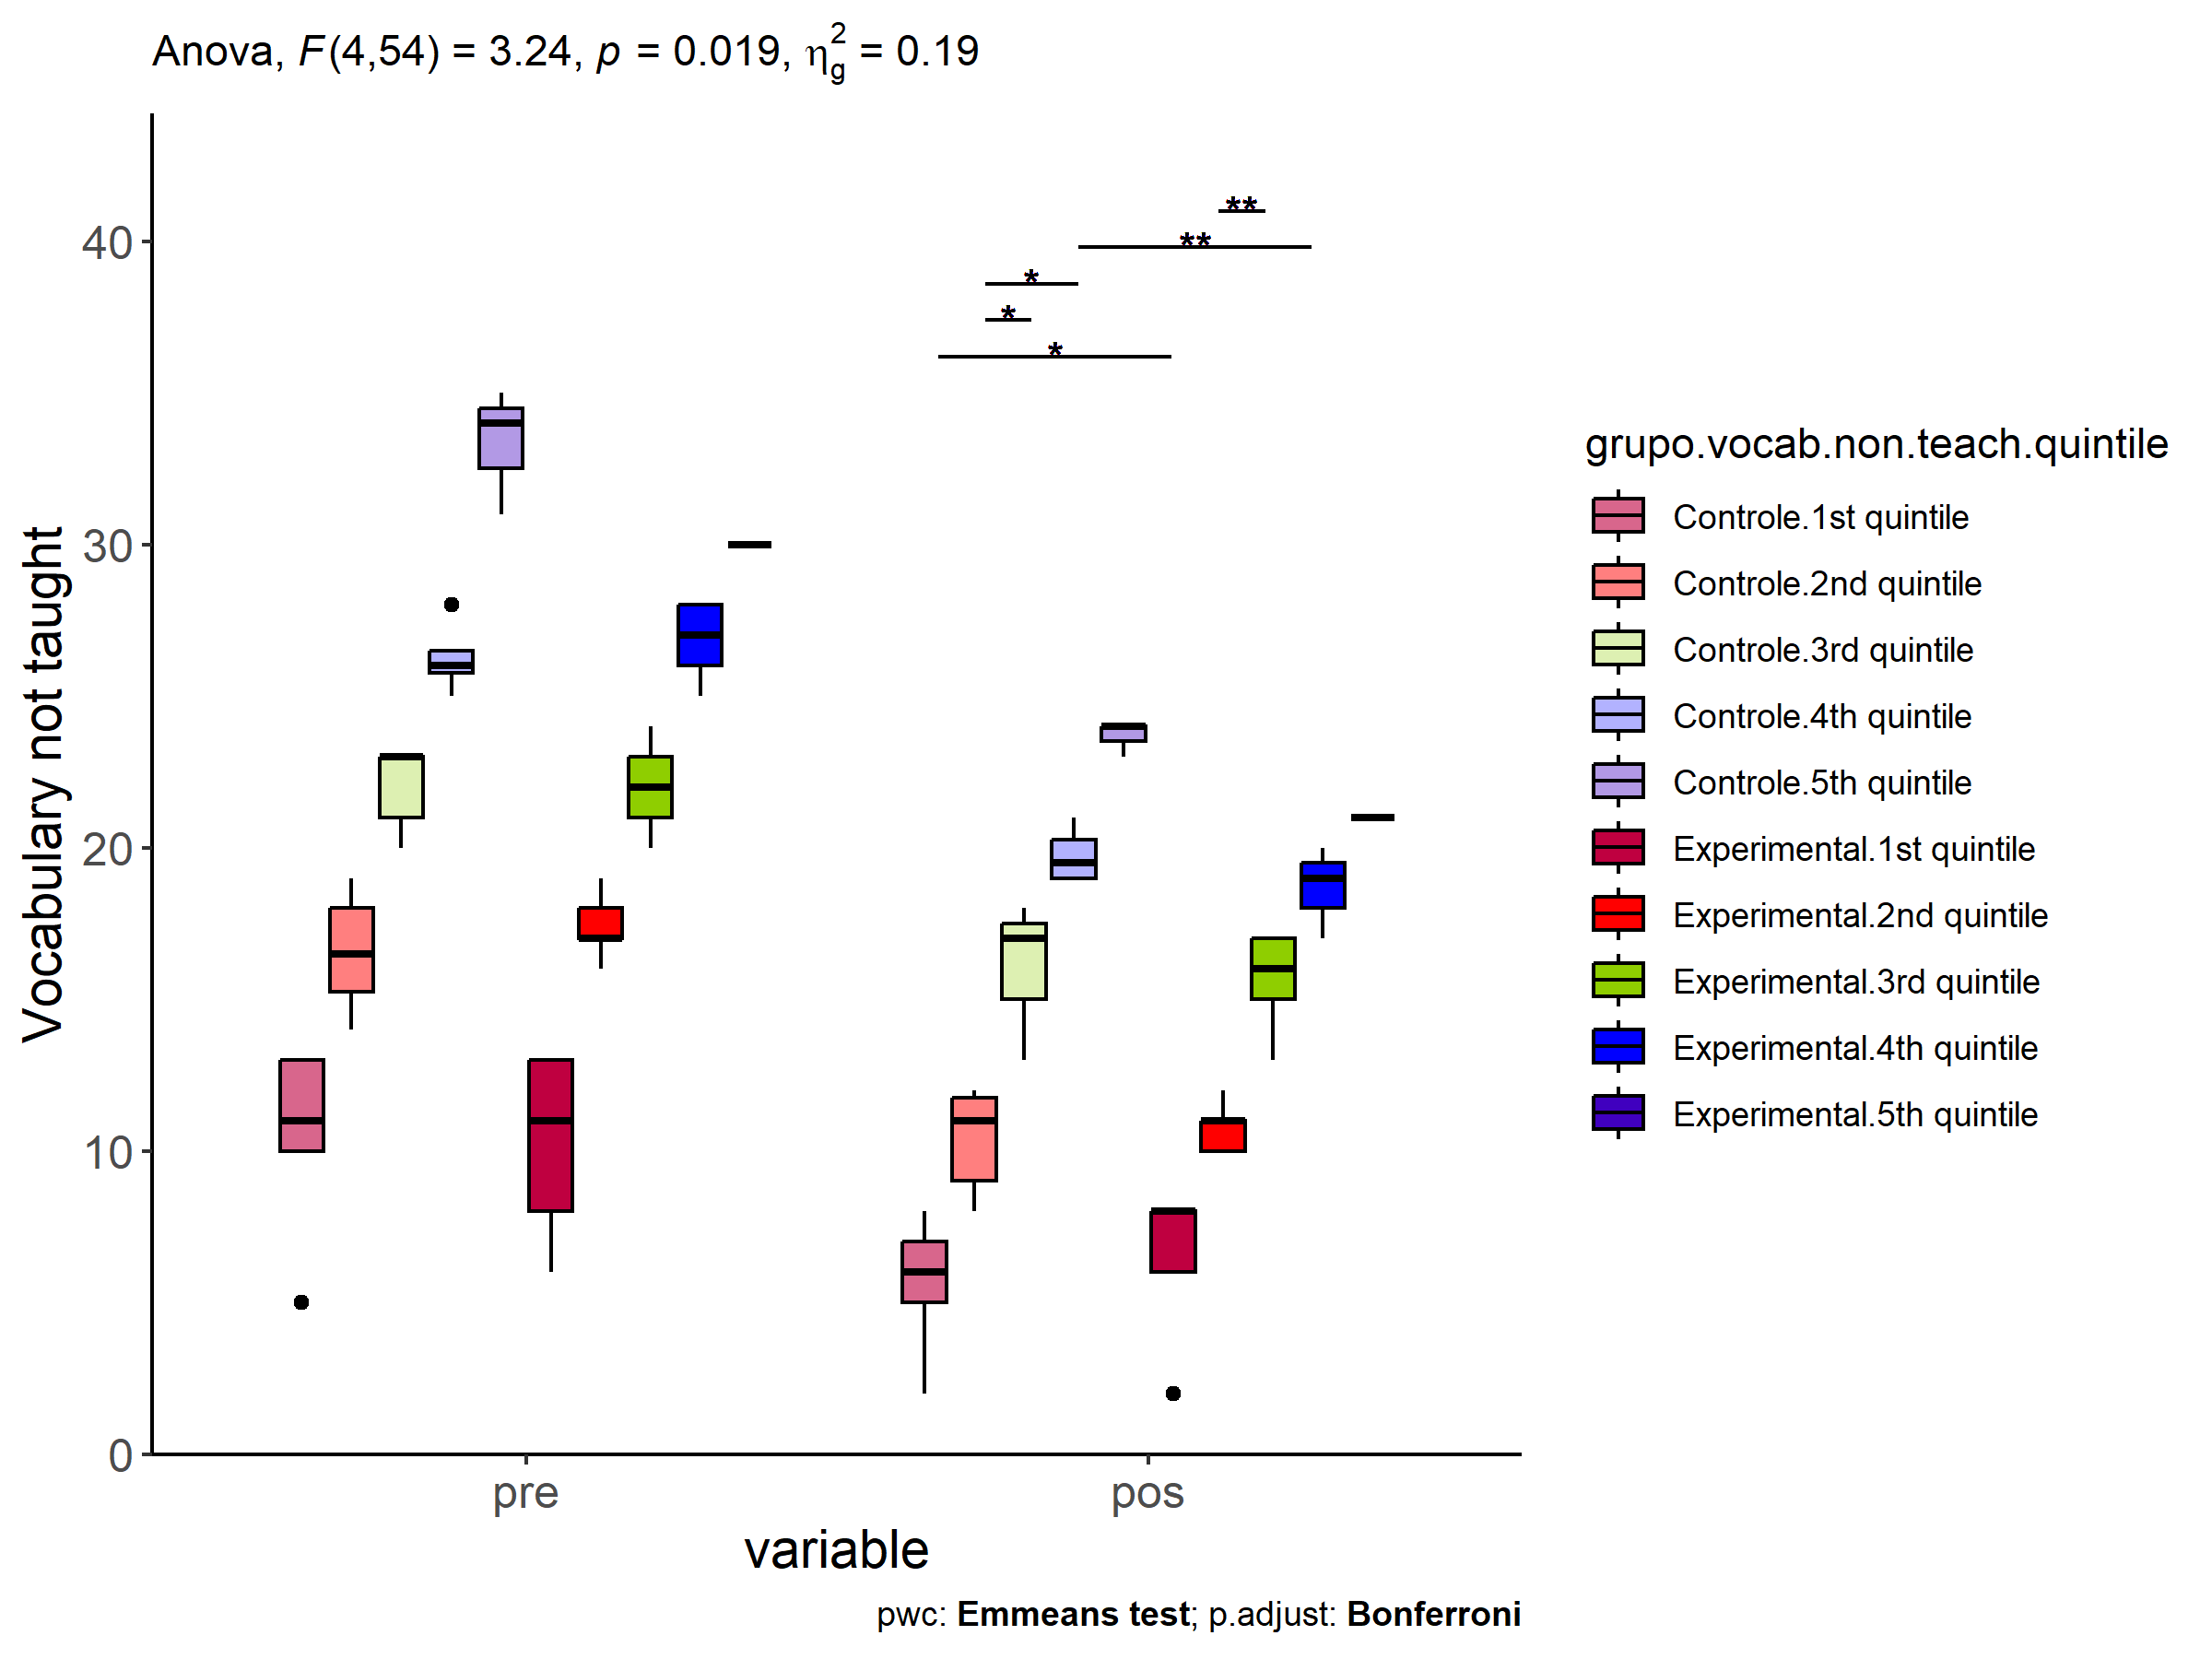 Anova, F(4,54) = 3.24, p = 0.019, η²g = 0.19
Vocabulary not taught
40
30
20
10
0
**
**
*
*
*
pre
pos
variable
pwc: Emmeans test; p.adjust: Bonferroni
grupo.vocab.non.teach.quintile
Controle.1st quintile
Controle.2nd quintile
Controle.3rd quintile
Controle.4th quintile
Controle.5th quintile
Experimental.1st quintile
Experimental.2nd quintile
Experimental.3rd quintile
Experimental.4th quintile
Experimental.5th quintile